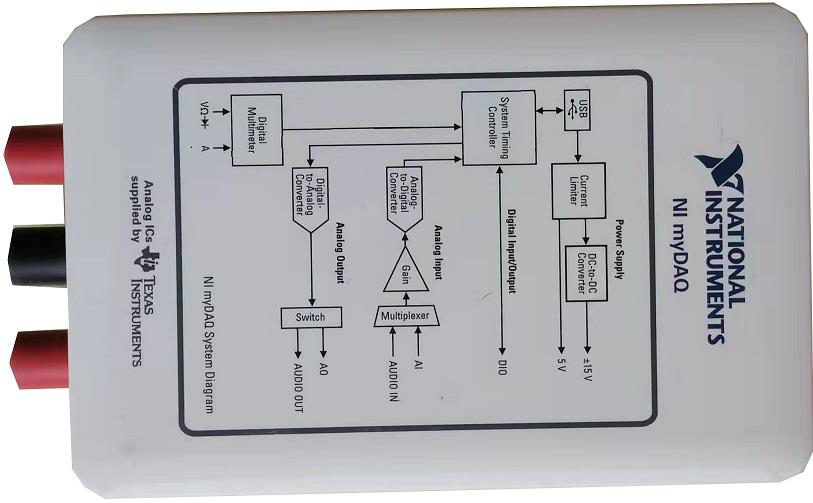 NATIONAL
INSTRUMENTS
NI myDAQ
USB
System Timing
Controller
Current
Limiter
Power Supply
DC-to-DC
Converter
±15 V
5 V
Digital Input/Output
DIO
Analog-
to-Digital
Converter
Analog Input
Gain
Multiplexer
AI
AUDIO IN
Digital-
to-Analog
Converter
Analog Output
Switch
AO
AUDIO OUT
Digital
Multimeter
VΩ
A
NI myDAQ System Diagram
Analog ICs
supplied by
TEXAS
INSTRUMENTS